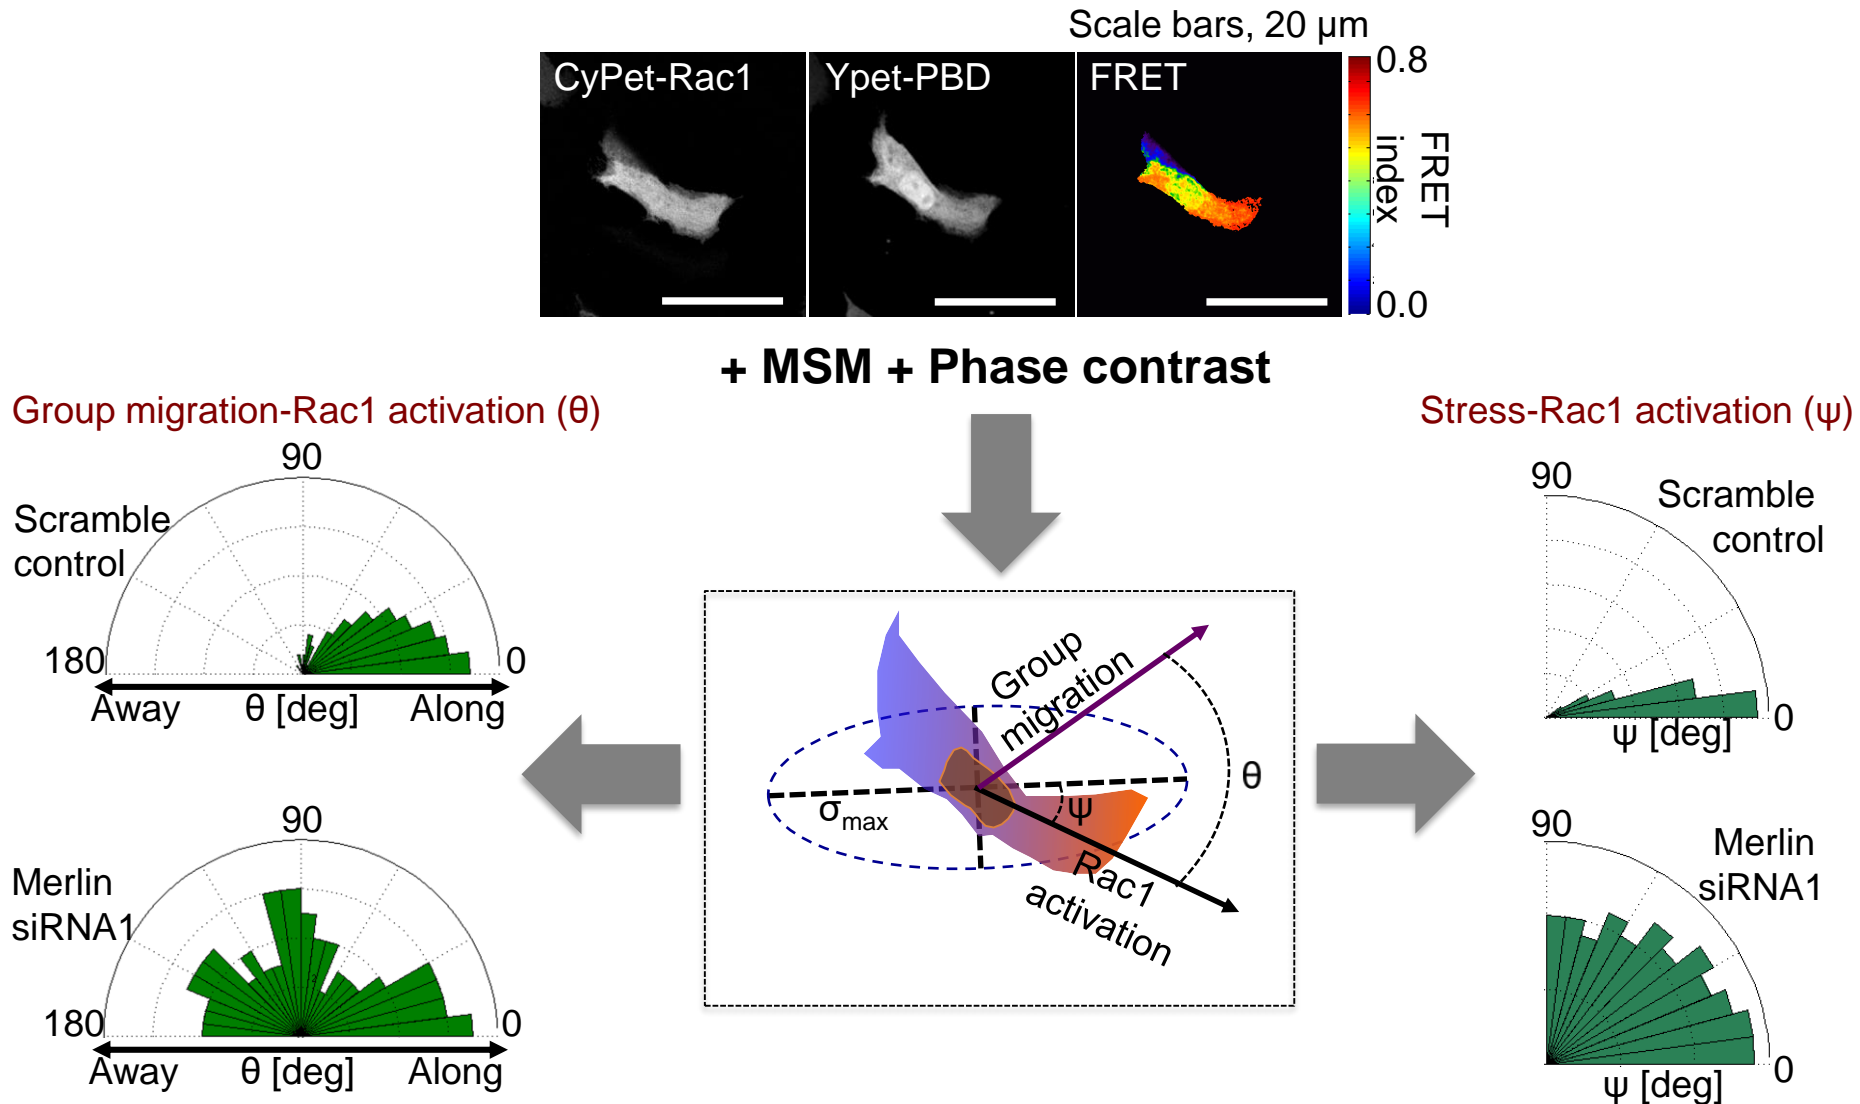 Scale bars, 20 μm
CyPet-Rac1
Ypet-PBD
FRET
0.8
FRET
index
0.0
+ MSM + Phase contrast
Group migration-Rac1 activation (θ)
90
Scramble
control
180
0
Away
θ [deg]
Along
90
Merlin
siRNA1
180
0
Away
θ [deg]
Along
Group
migration
θ
σmax
ψ
Rac1
activation
Stress-Rac1 activation (ψ)
90
Scramble
control
0
ψ [deg]
90
Merlin
siRNA1
0
ψ [deg]